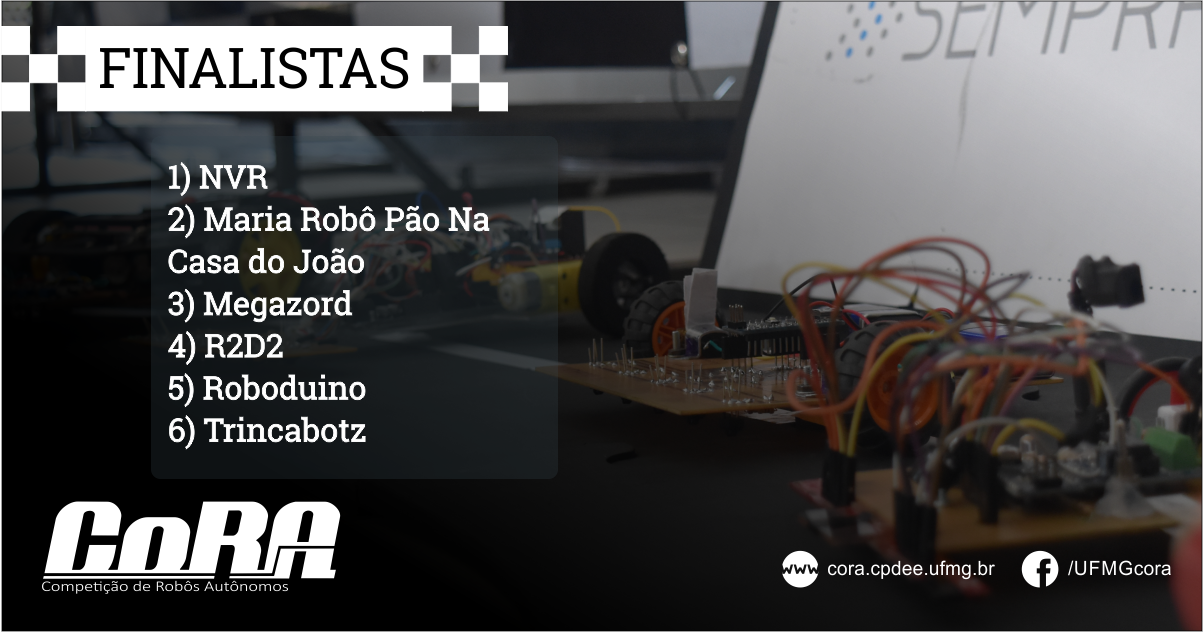 SEMPRE
FINALISTAS
1) NVR
2) Maria Robô Pão Na
Casa do João
3) Megazord
4) R2D2
5) Roboduino
6) Trincabotz
CoRA
Competição de Robôs Autônomos
www cora.cpdee.ufmg.br
f /UFMGcora